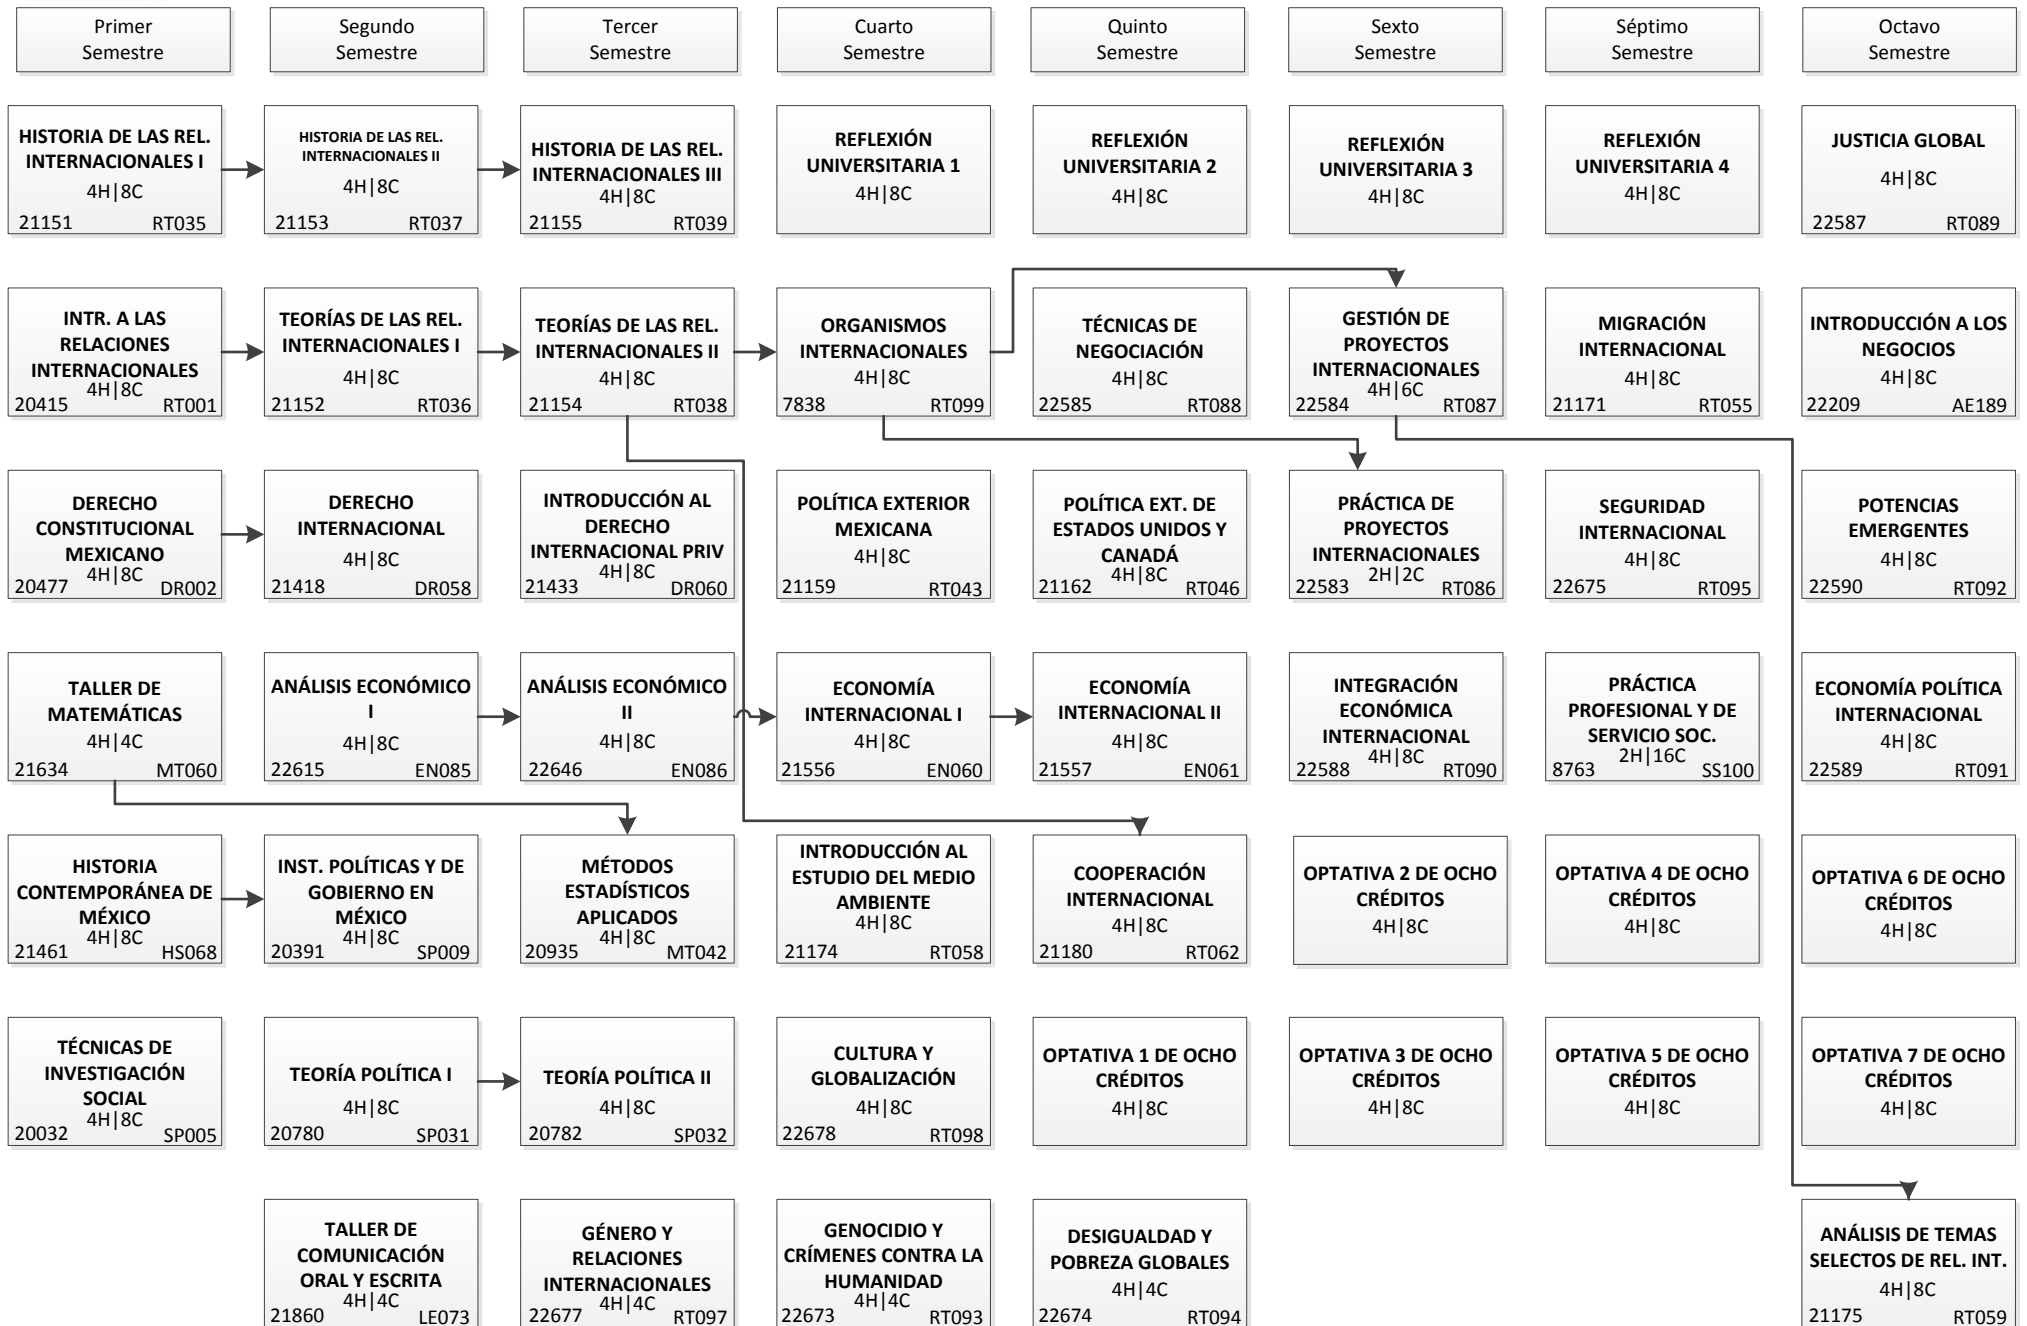 Primer
Semestre
Segundo
Semestre
Tercer
Semestre
Cuarto
Semestre
Quinto
Semestre
Sexto
Semestre
Séptimo
Semestre
Octavo
Semestre
HISTORIA DE LAS REL.
INTERNACIONALES I
4H|8C
21151 RT035
HISTORIA DE LAS REL.
INTERNACIONALES II
4H|8C
21153 RT037
HISTORIA DE LAS REL.
INTERNACIONALES III
4H|8C
21155 RT039
REFLEXIÓN
UNIVERSITARIA 1
4H|8C
REFLEXIÓN
UNIVERSITARIA 2
4H|8C
REFLEXIÓN
UNIVERSITARIA 3
4H|8C
REFLEXIÓN
UNIVERSITARIA 4
4H|8C
JUSTICIA GLOBAL
4H|8C
22587 RT089
INTR. A LAS
RELACIONES
INTERNACIONALES
4H|8C
20415 RT001
TEORÍAS DE LAS REL.
INTERNACIONALES I
4H|8C
21152 RT036
TEORÍAS DE LAS REL.
INTERNACIONALES II
4H|8C
21154 RT038
ORGANISMOS
INTERNACIONALES
4H|8C
7838 RT099
TÉCNICAS DE
NEGOCIACIÓN
4H|8C
22585 RT088
GESTIÓN DE
PROYECTOS
INTERNACIONALES
4H|6C
22584 RT087
MIGRACIÓN
INTERNACIONAL
4H|8C
21171 RT055
INTRODUCCIÓN A LOS
NEGOCIOS
4H|8C
22209 AE189
DERECHO
CONSTITUCIONAL
MEXICANO
4H|8C
20477 DR002
DERECHO
INTERNACIONAL
4H|8C
21418 DR058
INTRODUCCIÓN AL
DERECHO
INTERNACIONAL PRIV
4H|8C
21433 DR060
POLÍTICA EXTERIOR
MEXICANA
4H|8C
21159 RT043
POLÍTICA EXT. DE
ESTADOS UNIDOS Y
CANADÁ
4H|8C
21162 RT046
PRÁCTICA DE
PROYECTOS
INTERNACIONALES
2H|2C
22583 RT086
SEGURIDAD
INTERNACIONAL
4H|8C
22675 RT095
POTENCIAS
EMERGENTES
4H|8C
22590 RT092
TALLER DE
MATEMÁTICAS
4H|4C
21634 MT060
ANÁLISIS ECONÓMICO
I
4H|8C
22615 EN085
ANÁLISIS ECONÓMICO
II
4H|8C
22646 EN086
ECONOMÍA
INTERNACIONAL I
4H|8C
21556 EN060
ECONOMÍA
INTERNACIONAL II
4H|8C
21557 EN061
INTEGRACIÓN
ECONÓMICA
INTERNACIONAL
4H|8C
22588 RT090
PRÁCTICA
PROFESIONAL Y DE
SERVICIO SOC.
2H|16C
8763 SS100
ECONOMÍA POLÍTICA
INTERNACIONAL
4H|8C
22589 RT091
HISTORIA
CONTEMPORÁNEA DE
MÉXICO
4H|8C
21461 HS068
INST. POLÍTICAS Y DE
GOBIERNO EN
MÉXICO
4H|8C
20391 SP009
MÉTODOS
ESTADÍSTICOS
APLICADOS
4H|8C
20935 MT042
INTRODUCCIÓN AL
ESTUDIO DEL MEDIO
AMBIENTE
4H|8C
21174 RT058
COOPERACIÓN
INTERNACIONAL
4H|8C
21180 RT062
OPTATIVA 2 DE OCHO
CRÉDITOS
4H|8C
OPTATIVA 4 DE OCHO
CRÉDITOS
4H|8C
OPTATIVA 6 DE OCHO
CRÉDITOS
4H|8C
TÉCNICAS DE
INVESTIGACIÓN
SOCIAL
4H|8C
20032 SP005
TEORÍA POLÍTICA I
4H|8C
20780 SP031
TEORÍA POLÍTICA II
4H|8C
20782 SP032
CULTURA Y
GLOBALIZACIÓN
4H|8C
22678 RT098
OPTATIVA 1 DE OCHO
CRÉDITOS
4H|8C
OPTATIVA 3 DE OCHO
CRÉDITOS
4H|8C
OPTATIVA 5 DE OCHO
CRÉDITOS
4H|8C
OPTATIVA 7 DE OCHO
CRÉDITOS
4H|8C
TALLER DE
COMUNICACIÓN
ORAL Y ESCRITA
4H|4C
21860 LE073
GÉNERO Y
RELACIONES
INTERNACIONALES
4H|4C
22677 RT097
GENOCIDIO Y
CRÍMENES CONTRA LA
HUMANIDAD
4H|4C
22673 RT093
DESIGUALDAD Y
POBREZA GLOBALES
4H|4C
22674 RT094
ANÁLISIS DE TEMAS
SELECTOS DE REL. INT.
4H|8C
21175 RT059